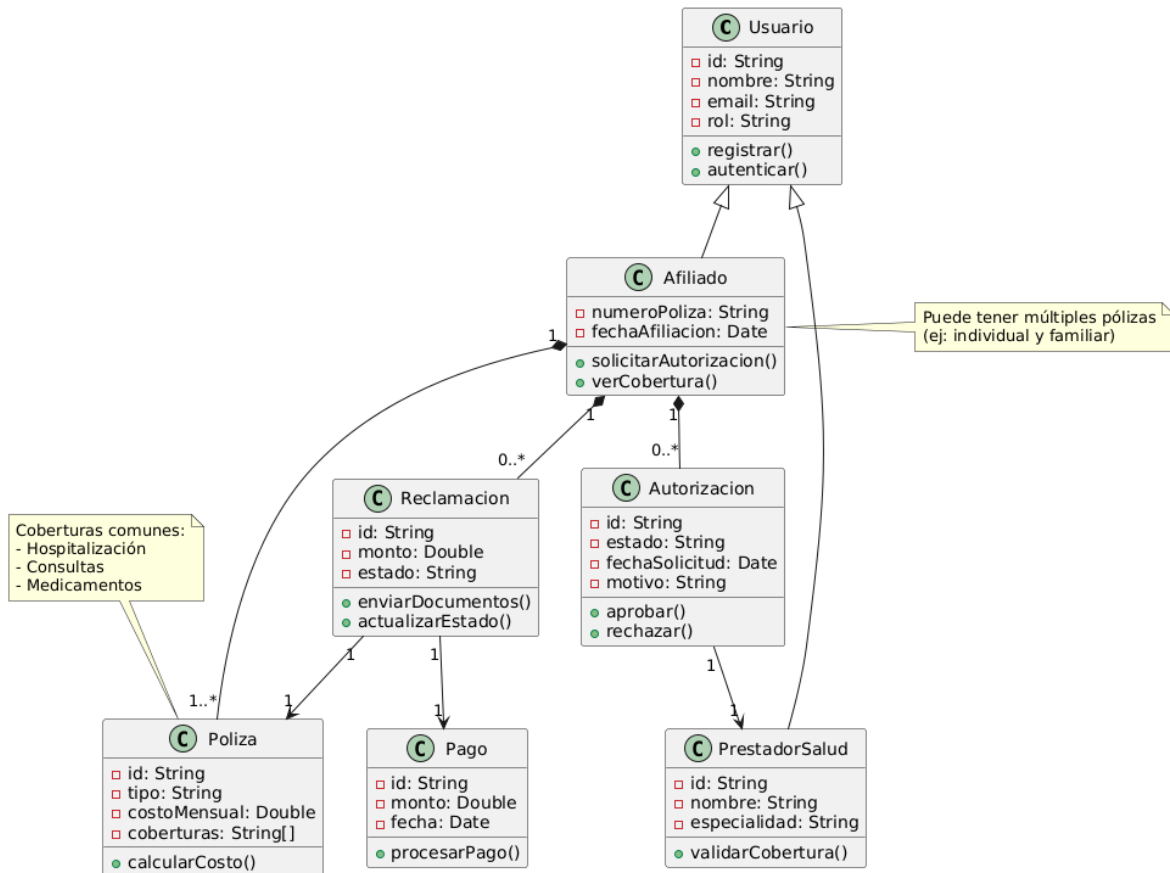 C Usuario
id: String
nombre: String
email: String
rol: String
registrar()
autenticar()
C Afiliado
numeroPoliza: String
fechaAfiliacion: Date
solicitarAutorizacion()
verCobertura()
Puede tener múltiples pólizas
(ej: individual y familiar)
1
1
1
0..*
0..*
C Reclamacion
id: String
monto: Double
estado: String
enviarDocumentos()
actualizarEstado()
C Autorizacion
id: String
estado: String
fechaSolicitud: Date
motivo: String
aprobar()
rechazar()
Coberturas comunes:
- Hospitalización
- Consultas
- Medicamentos
1
1
1
1..*
1
1
1
C Poliza
id: String
tipo: String
costoMensual: Double
coberturas: String[]
calcularCosto()
C Pago
id: String
monto: Double
fecha: Date
procesarPago()
C PrestadorSalud
id: String
nombre: String
especialidad: String
validarCobertura()